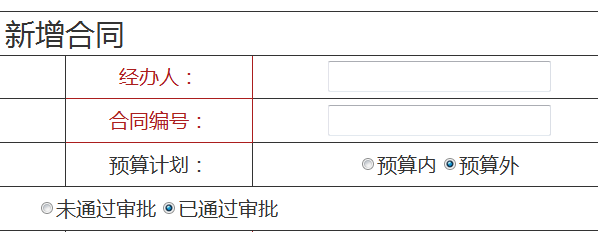 新增合同
经办人：
合同编号：
预算计划： 预算内 预算外
未通过审批 已通过审批